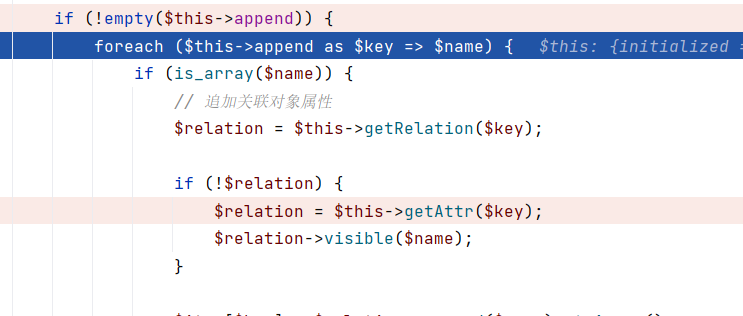 if (!empty($this->append)) {
foreach ($this->append as $key => $name) {   $this: {initialized =
if (is_array($name)) {
// 追加关联对象属性
$relation = $this->getRelation($key);
if (!$relation) {
$relation = $this->getAttr($key);
$relation->visible($name);
}